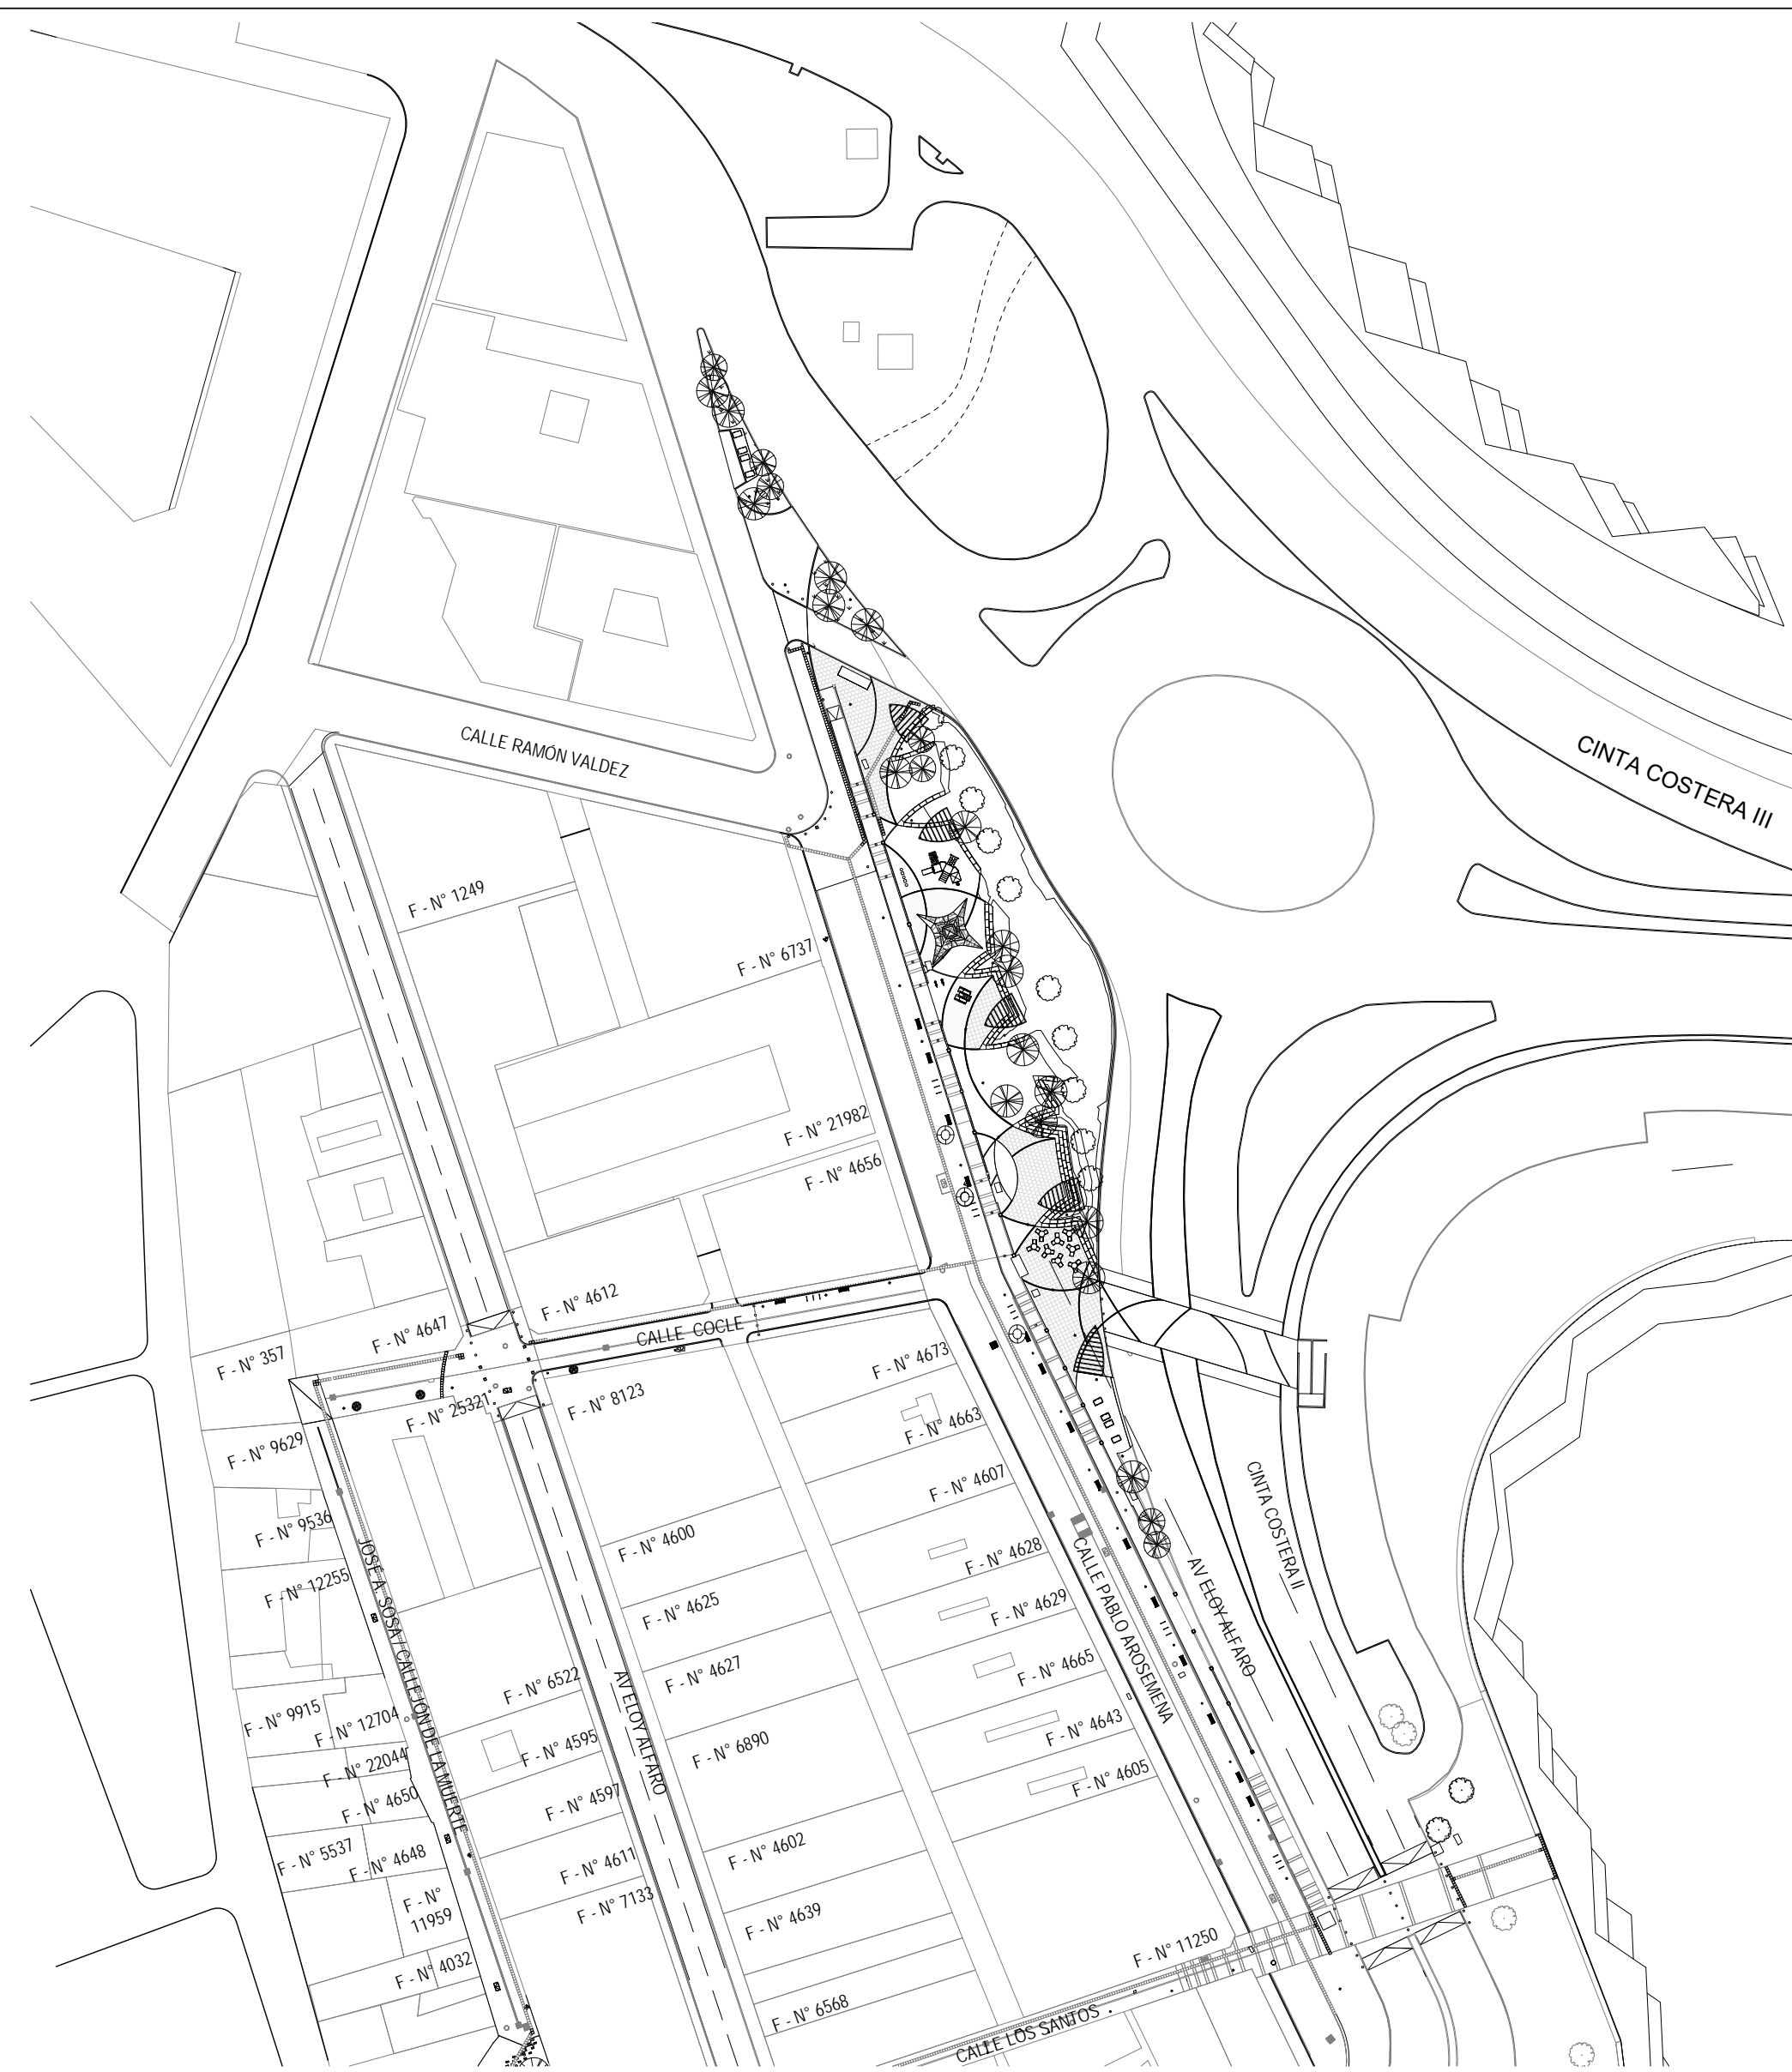 CALLE RAMÓN VALDEZ
CINTA COSTERA III
F - N° 1249
F - N° 6737
F - N° 21982
F - N° 4656
F - N° 4612
CALLE COCLE
F - N° 4647
F - N° 357
F - N° 25321
F - N° 8123
F - N° 4673
F - N° 4663
F - N° 9629
F - N° 4607
F - N° 9536
F - N° 4600
F - N° 4628
F - N° 12255
F - N° 4625
F - N° 4629
JOSE A. SOSA / CALLEJÓN DE LA MUERTE
AV ELOY ALFARO
CALLE PABLO AROSEMENA
AV ELOY ALFARO
CINTA COSTERA II
F - N° 4627
F - N° 4665
F - N° 6522
F - N° 9915
F - N° 12704
F - N° 4643
F - N° 6890
F - N° 4595
F - N° 22044
F - N° 4605
F - N° 4650
F - N° 4597
F - N° 4602
F - N° 5537
F - N° 4648
F - N° 4611
F - N° 7133
F - N°
11959
F - N° 4639
F - N° 11250
F - N° 4032
F - N° 6568
CALLE LOS SANTOS